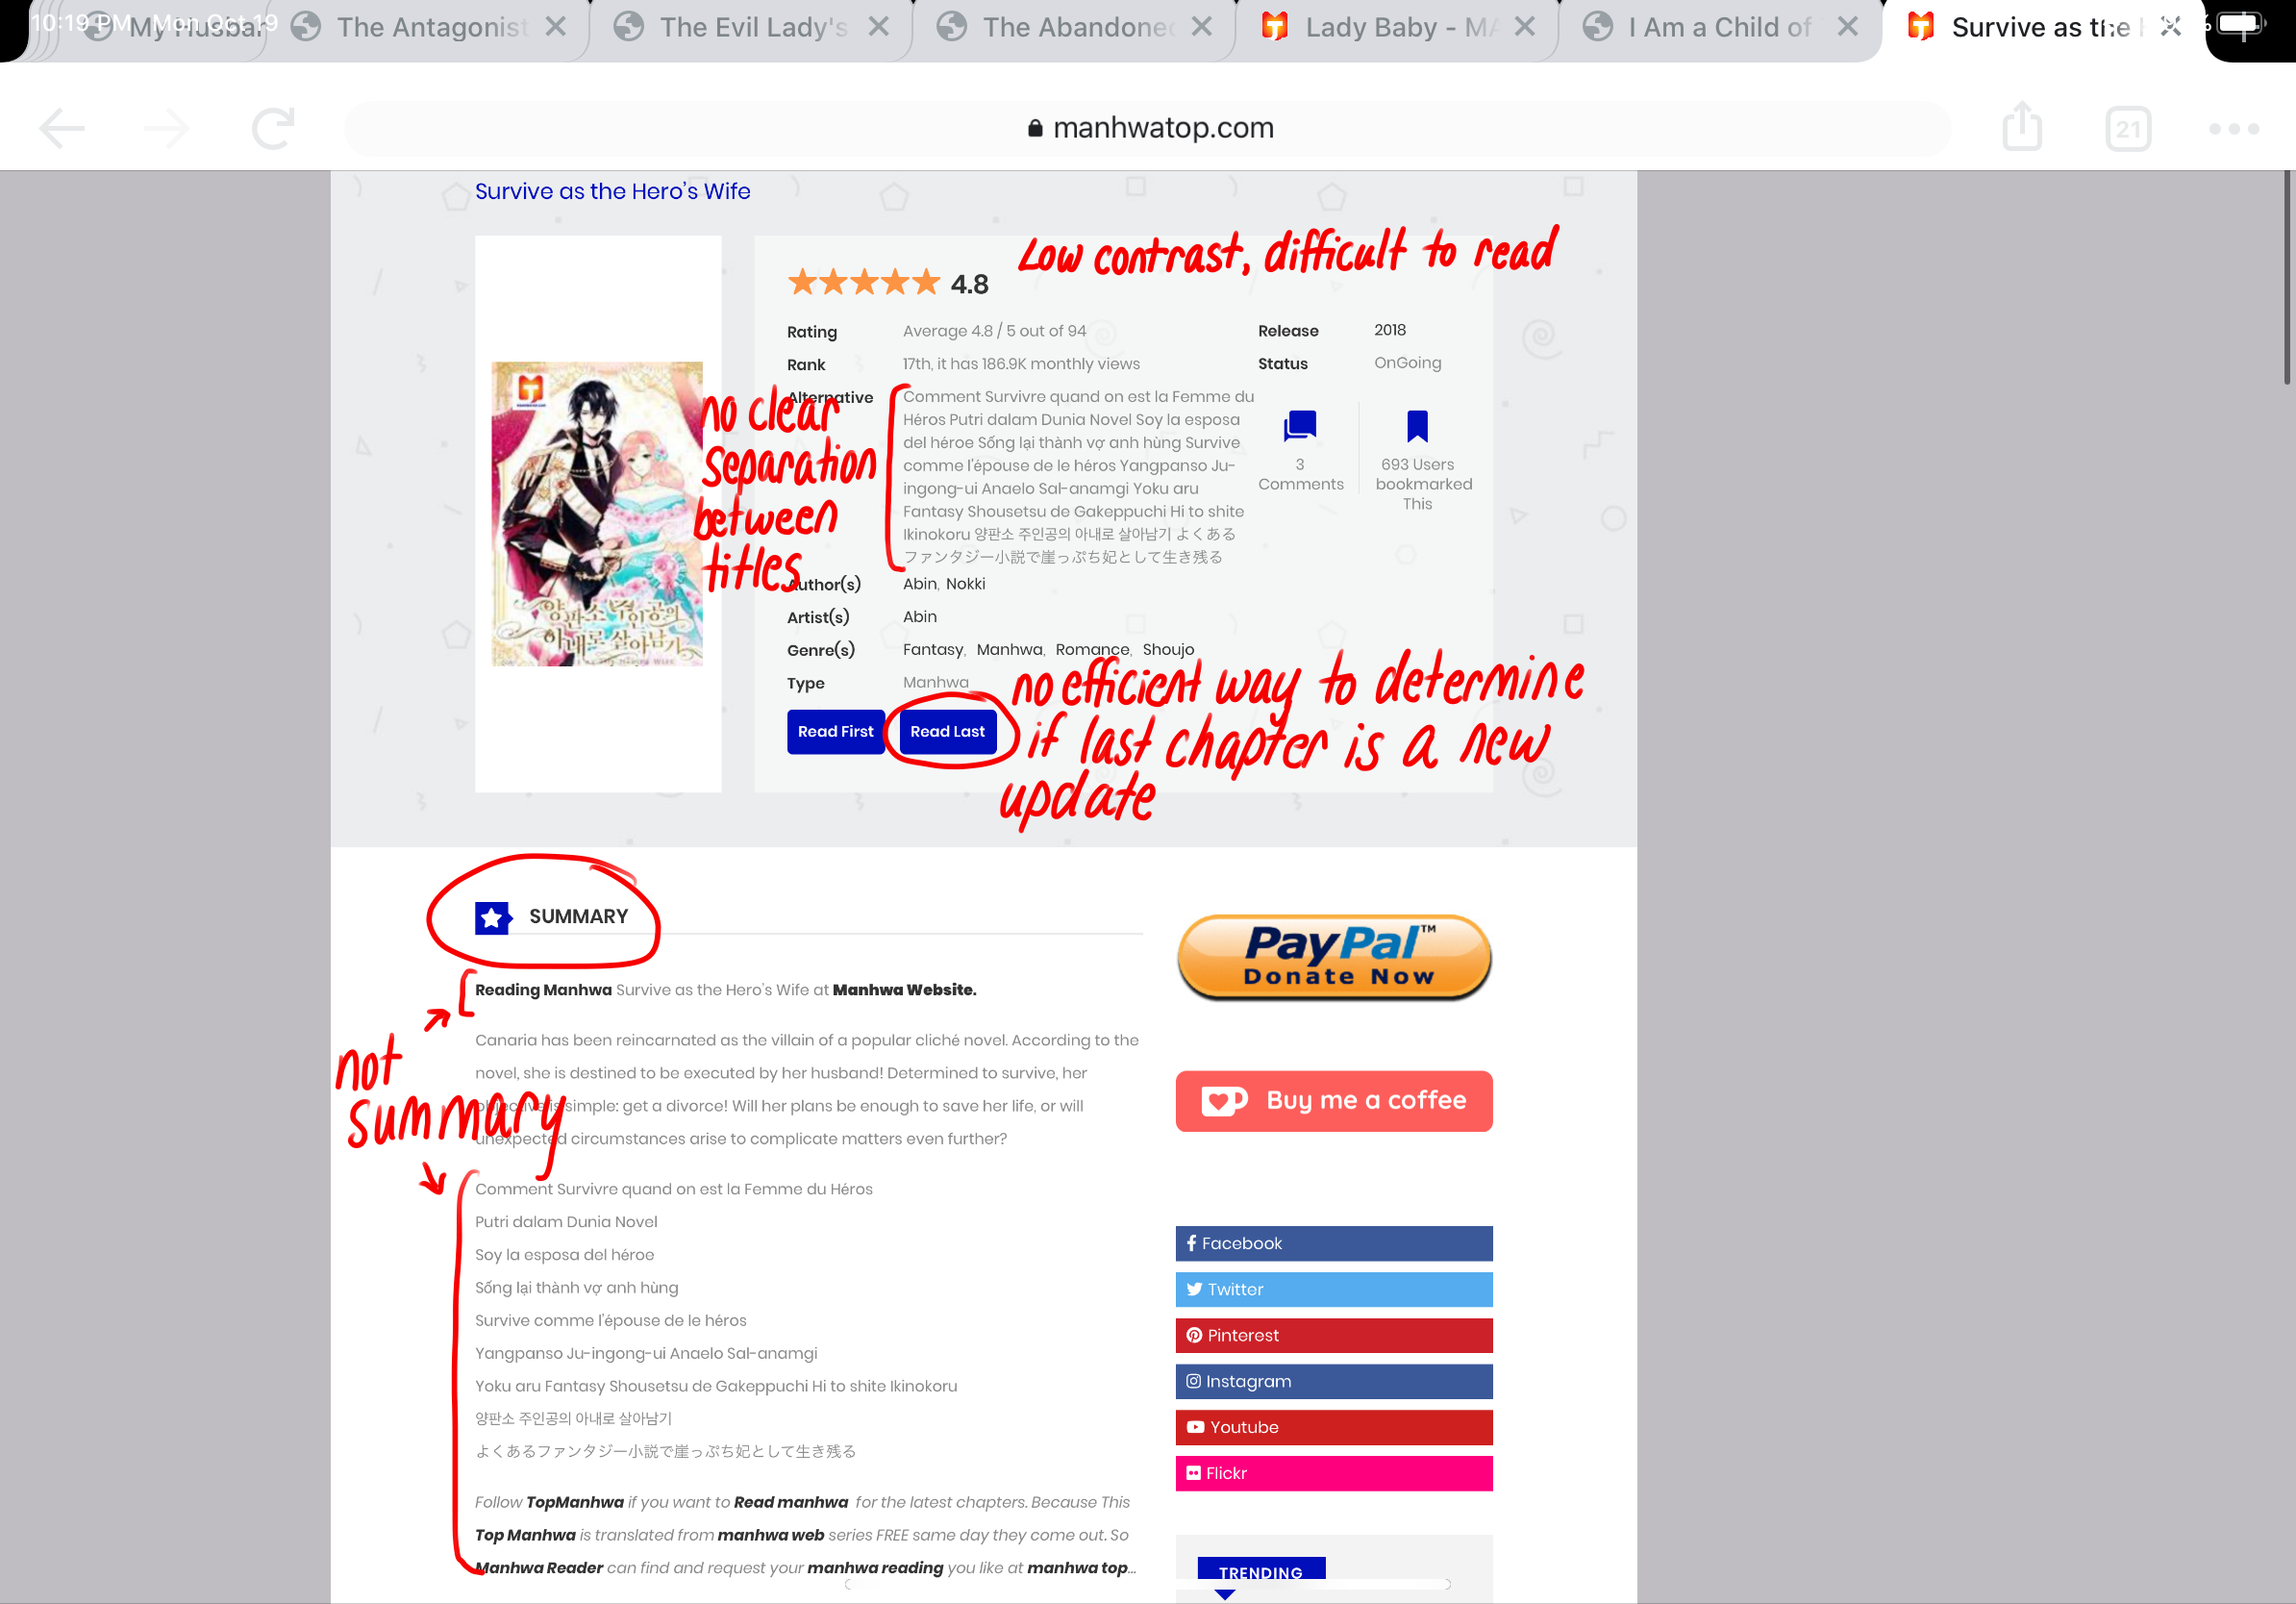 10:19 PM Mon Oct 19
My Husba
The Antagonist
The Evil Lady's
The Abandoned
Lady Baby - MA
I Am a Child of
Survive as the H
manhwatop.com
21
Survive as the Hero's Wife
Low contrast, difficult to read
4.8
Rating Average 4.8 / 5 out of 94
Rank 17th, it has 186.9K monthly views
Alternative Comment Survivre quand on est la Femme du
Héros Putri dalam Dunia Novel Soy la esposa
del héroe Sống lại thành vợ anh hùng Survive
comme l'épouse de le héros Yangpanso Ju-
ingong-ui Anaelo Sal-anamgi Yoku aru
Fantasy Shousetsu de Gakeppuchi Hi to shite
Ikinokoru 양판소 주인공의 아내로 살아남기 よくある
ファンタジー小説で崖っぷち妃として生き残る
Author(s) Abin, Nokki
Artist(s) Abin
Genre(s) Fantasy, Manhwa, Romance, Shoujo
Type Manhwa
Read First Read Last
Release 2018
Status OnGoing
3
Comments
693 Users
bookmarked
This
양판소 주인공의
아내로 살아남기
no clear
separation
between
titles
no efficient way to determine
if last chapter is a new
update
SUMMARY
Reading Manhwa Survive as the Hero's Wife at Manhwa Website.
Canaria has been reincarnated as the villain of a popular cliché novel. According to the
novel, she is destined to be executed by her husband! Determined to survive, her
objective is simple: get a divorce! Will her plans be enough to save her life, or will
unexpected circumstances arise to complicate matters even further?
not
summary
Comment Survivre quand on est la Femme du Héros
Putri dalam Dunia Novel
Soy la esposa del héroe
Sống lại thành vợ anh hùng
Survive comme l'épouse de le héros
Yangpanso Ju-ingong-ui Anaelo Sal-anamgi
Yoku aru Fantasy Shousetsu de Gakeppuchi Hi to shite Ikinokoru
양판소 주인공의 아내로 살아남기
よくあるファンタジー小説で崖っぷち妃として生き残る
Follow TopManhwa if you want to Read manhwa for the latest chapters. Because This
Top Manhwa is translated from manhwa web series FREE same day they come out. So
Manhwa Reader can find and request your manhwa reading you like at manhwa top...
PayPal™
Donate Now
Buy me a coffee
Facebook
Twitter
Pinterest
Instagram
Youtube
Flickr
TRENDING